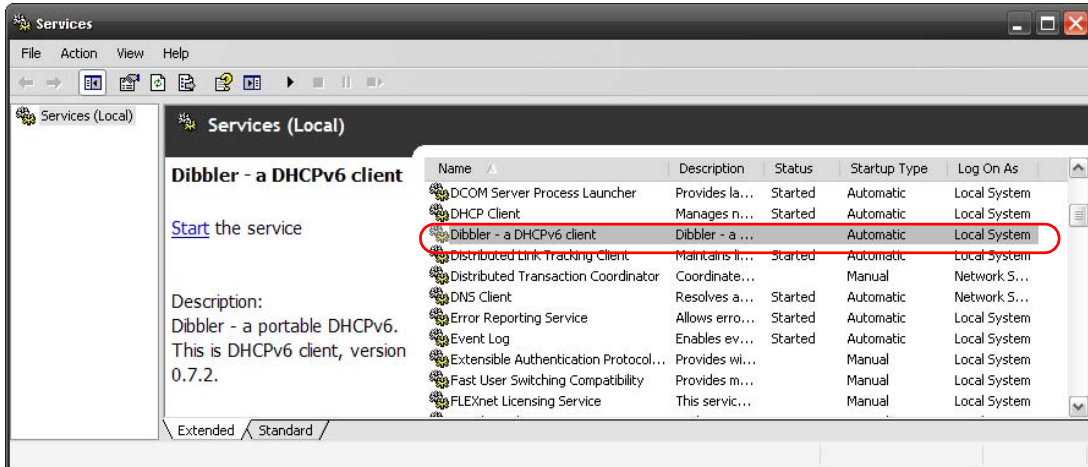 Services
File Action View Help
Services (Local)
Services (Local)
Dibbler - a DHCPv6 client
Start the service
Description:
Dibbler - a portable DHCPv6.
This is DHCPv6 client, version
0.7.2.
Name Description Status Startup Type Log On As
DCOM Server Process Launcher Provides la... Started Automatic Local System
DHCP Client Manages n... Started Automatic Local System
Dibbler - a DHCPv6 client Dibbler - a ... Automatic Local System
Distributed Link Tracking Client Maintains li... Started Automatic Local System
Distributed Transaction Coordinator Coordinate... Manual Network S...
DNS Client Resolves a... Started Automatic Network S...
Error Reporting Service Allows erro... Started Automatic Local System
Event Log Enables ev... Started Automatic Local System
Extensible Authentication Protocol... Provides wi... Manual Local System
Fast User Switching Compatibility Provides m... Manual Local System
FLEXnet Licensing Service This servic... Manual Local System
Extended Standard